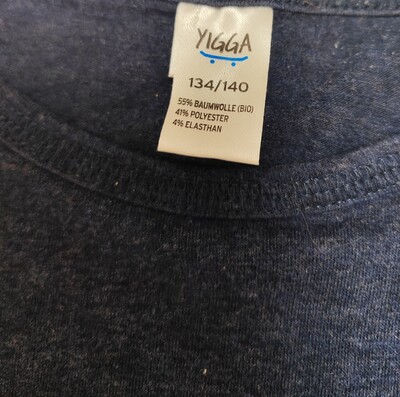 YIGGA
134/140
55% BAUMWOLLE (BIO)
41% POLYESTER
4% ELASTHAN